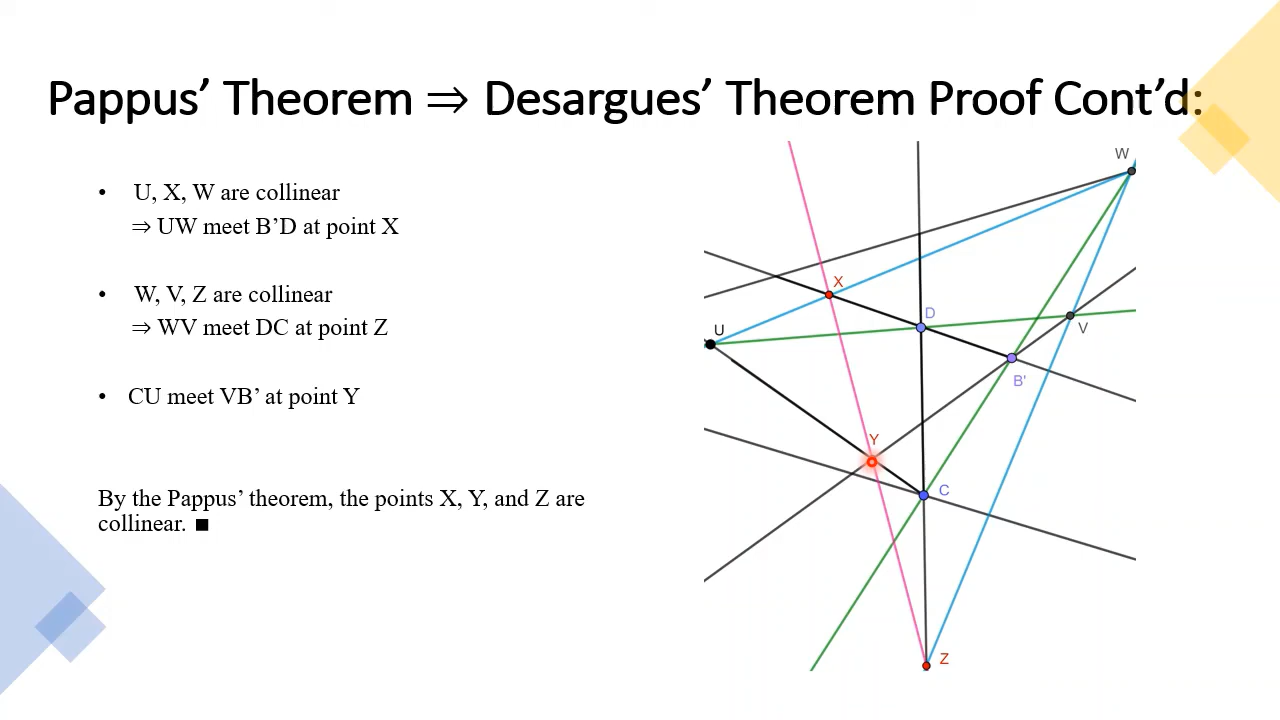 Pappus’ Theorem ⇒ Desargues’ Theorem Proof Cont’d:
• U, X, W are collinear
⇒ UW meet B’D at point X
• W, V, Z are collinear
⇒ WV meet DC at point Z
• CU meet VB’ at point Y
By the Pappus’ theorem, the points X, Y, and Z are
collinear. ■
W
X
D
U
V
B'
Y
C
Z